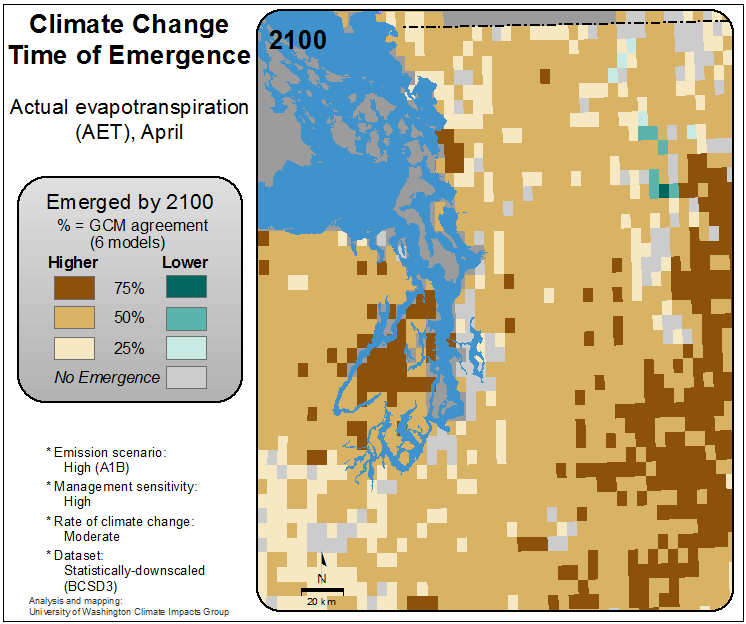 Climate Change
Time of Emergence
Actual evapotranspiration
(AET), April
Emerged by 2100
% = GCM agreement
(6 models)
Higher Lower
75%
50%
25%
No Emergence
* Emission scenario:
High (A1B)
* Management sensitivity:
High
* Rate of climate change:
Moderate
* Dataset:
Statistically-downscaled
(BCSD3)
Analysis and mapping:
University of Washington Climate Impacts Group
2100
N
20 km